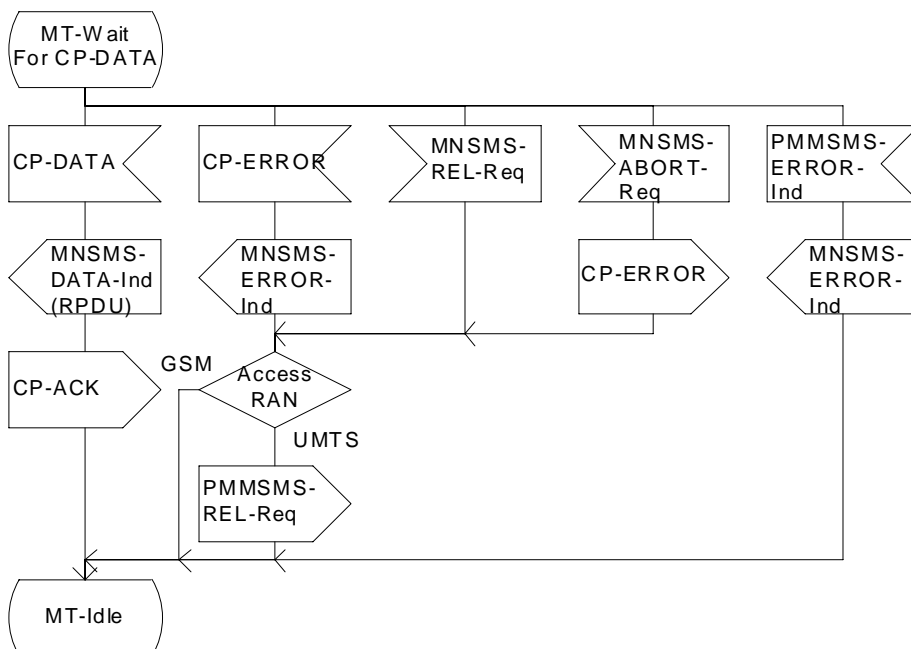 MT-Wait
For CP-DATA
CP-DATA
CP-ERROR
MNSMS-
REL-Req
MNSMS-
ABORT-
Req
PMMSMS-
ERROR-
Ind
MNSMS-
DATA-Ind
(RPDU)
MNSMS-
ERROR-
Ind
CP-ERROR
MNSMS-
ERROR-
Ind
CP-ACK
GSM
Access
RAN
UMTS
PMMSMS-
REL-Req
MT-Idle